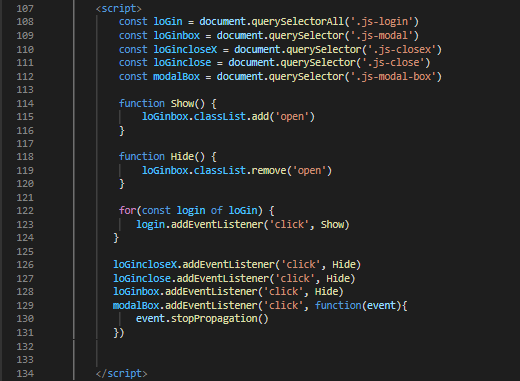 107 <script>
108 const loGin = document.querySelectorAll('.js-login')
109 const loGinbox = document.querySelector('.js-modal')
110 const loGincloseX = document.querySelector('.js-closex')
111 const loGinclose = document.querySelector('.js-close')
112 const modalBox = document.querySelector('.js-modal-box')
113
114 function Show() {
115 loGinbox.classList.add('open')
116 }
117
118 function Hide() {
119 loGinbox.classList.remove('open')
120 }
121
122 for(const login of loGin) {
123 login.addEventListener('click', Show)
124 }
125
126 loGincloseX.addEventListener('click', Hide)
127 loGinclose.addEventListener('click', Hide)
128 loGinbox.addEventListener('click', Hide)
129 modalBox.addEventListener('click', function(event){
130 event.stopPropagation()
131 })
132
133
134 </script>